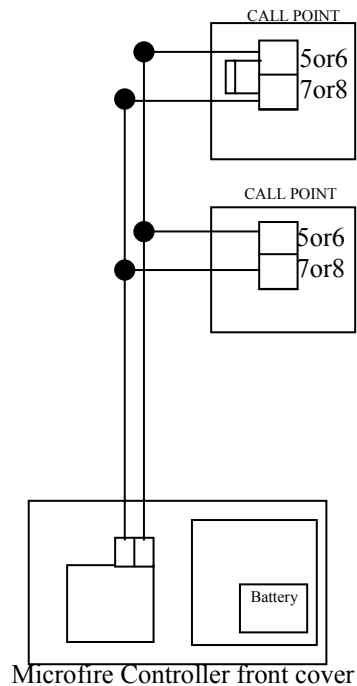 CALL POINT
5or6
7or8
CALL POINT
5or6
7or8
Battery
Microfire Controller front cover